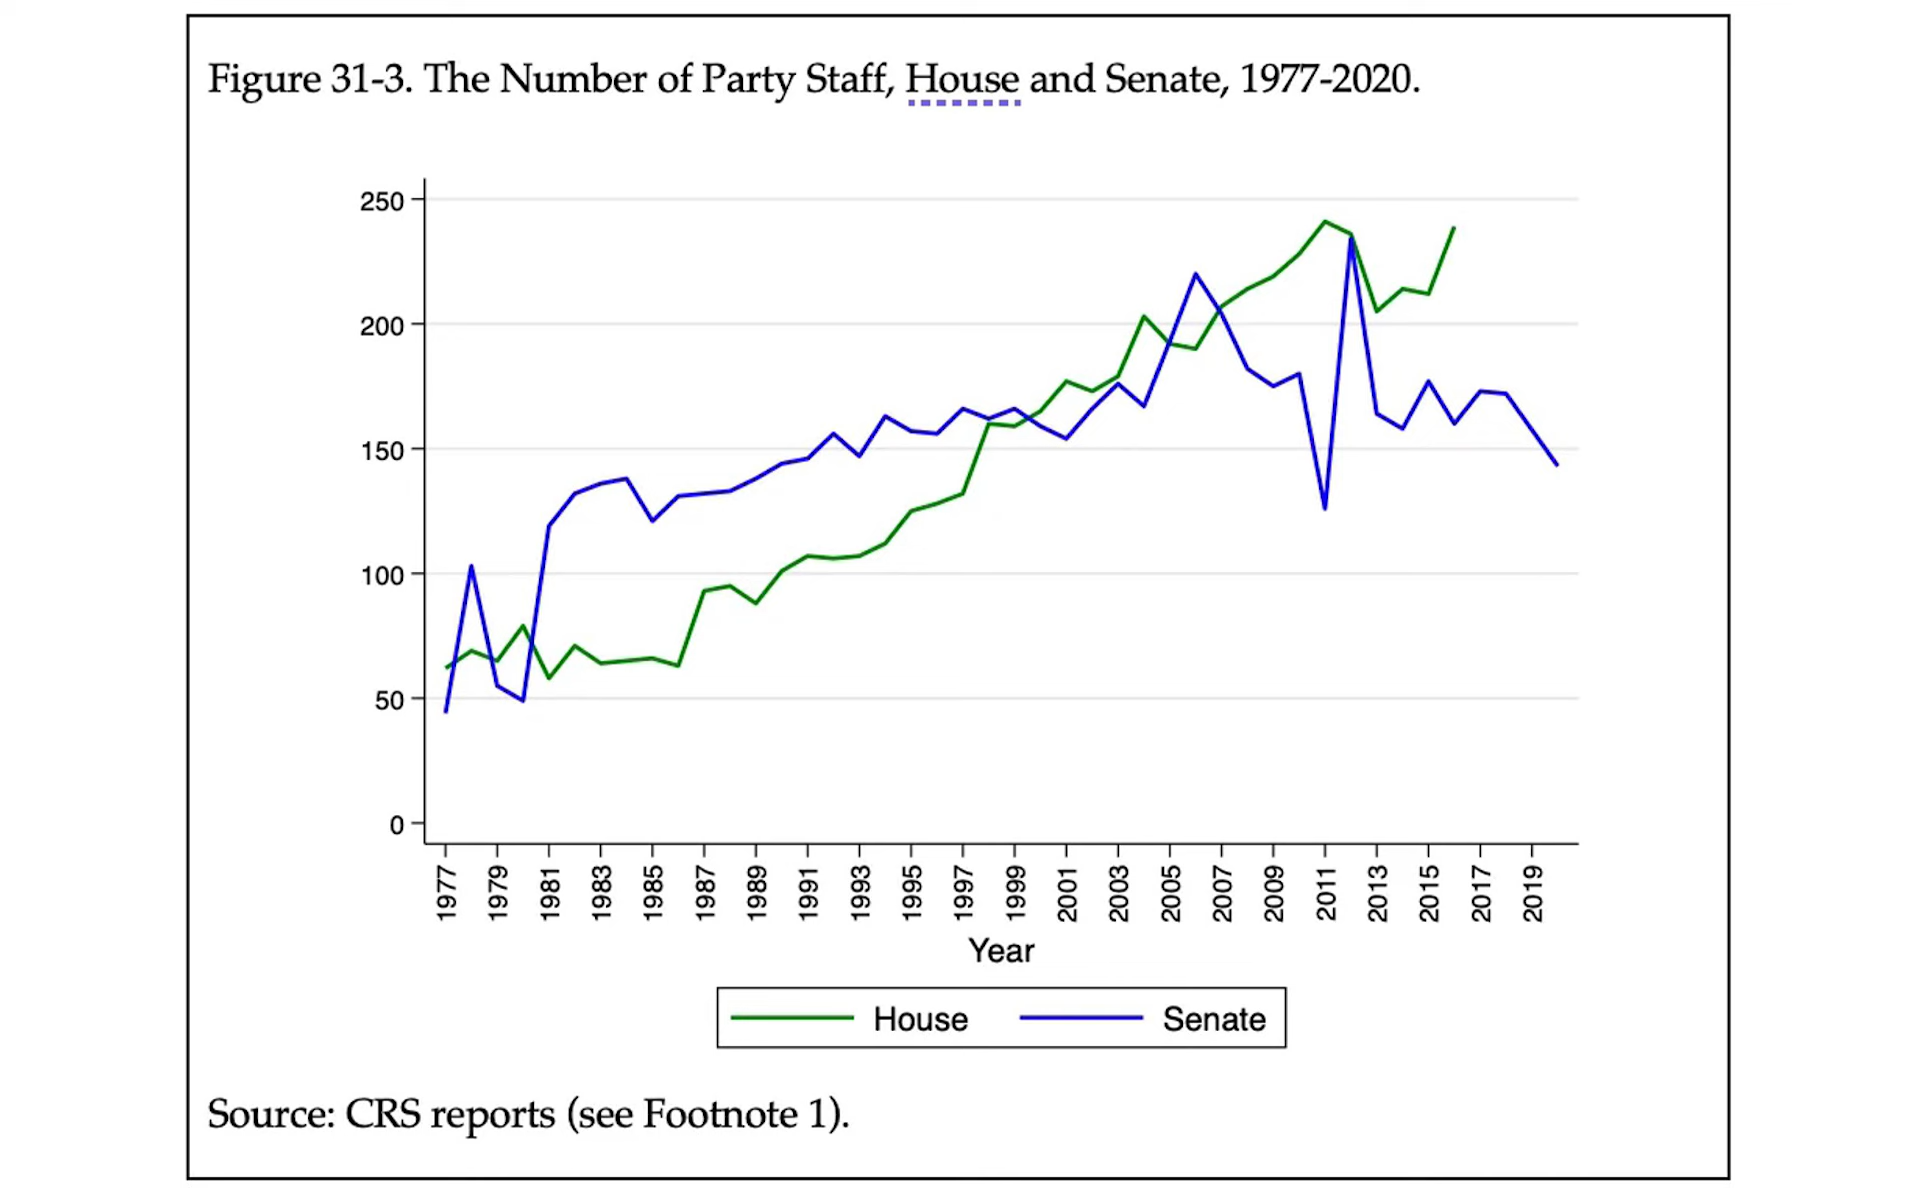 Figure 31-3. The Number of Party Staff, House and Senate, 1977-2020.
250
200
150
100
50
0
1977 1979 1981 1983 1985 1987 1989 1991 1993 1995 1997 1999 2001 2003 2005 2007 2009 2011 2013 2015 2017 2019
Year
House Senate
Source: CRS reports (see Footnote 1).